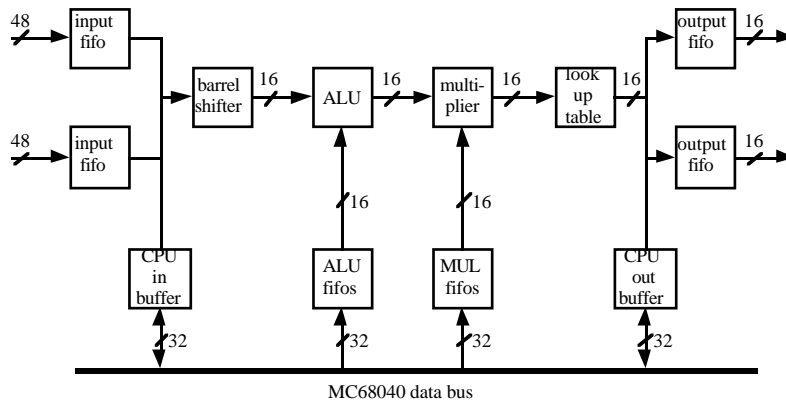 48
input
fifo
48
input
fifo
barrel
shifter
16
ALU
16
multi-
plier
16
look
up
table
16
output
fifo
16
output
fifo
16
16
16
CPU
in
buffer
ALU
fifos
MUL
fifos
CPU
out
buffer
32
32
32
32
MC68040 data bus